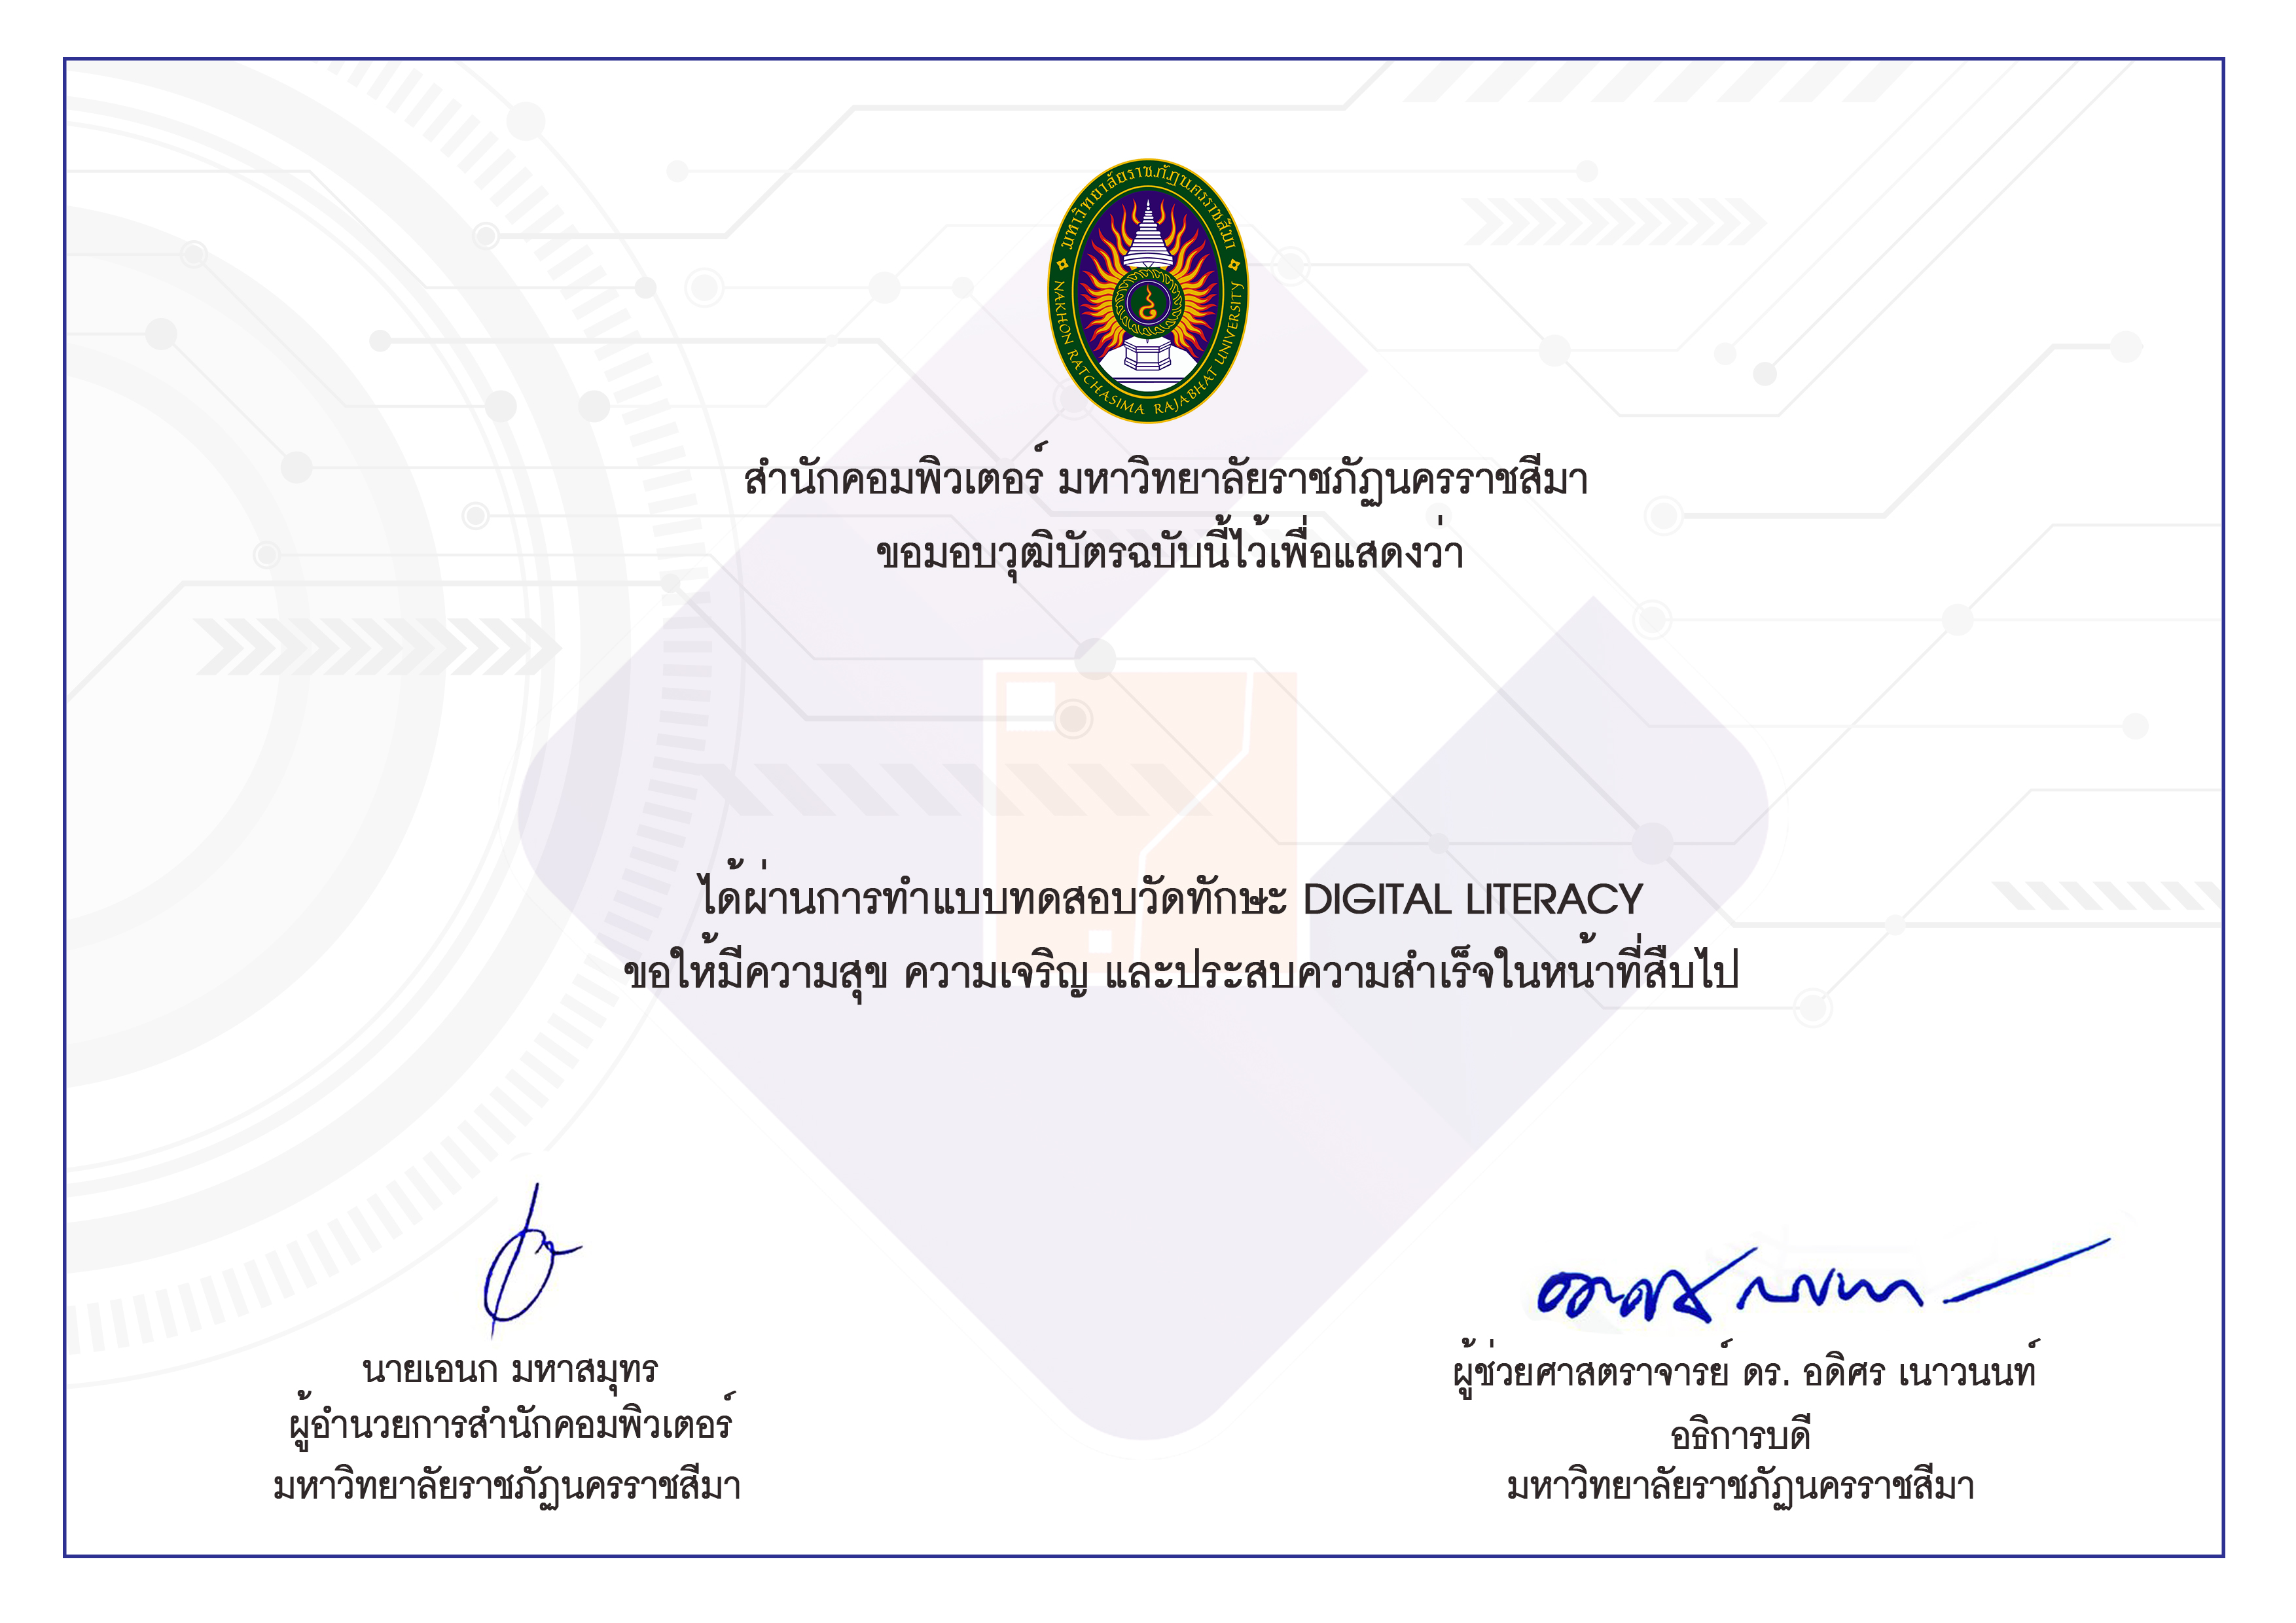 มหาวิทยาลัยราชภัฏนครราชสีมา
NAKHON RATCHASIMA RAJABHAT UNIVERSITY
สำนักคอมพิวเตอร์ มหาวิทยาลัยราชภัฏนครราชสีมา
ขอมอบวุฒิบัตรฉบับนี้ไว้เพื่อแสดงว่า
ได้ผ่านการทำแบบทดสอบวัดทักษะ DIGITAL LITERACY
ขอให้มีความสุข ความเจริญ และประสบความสำเร็จในหน้าที่สืบไป
นายเอนก มหาสมุทร
ผู้อำนวยการสำนักคอมพิวเตอร์
มหาวิทยาลัยราชภัฏนครราชสีมา
ผู้ช่วยศาสตราจารย์ ดร. อดิศร เนาวนนท์
อธิการบดี
มหาวิทยาลัยราชภัฏนครราชสีมา